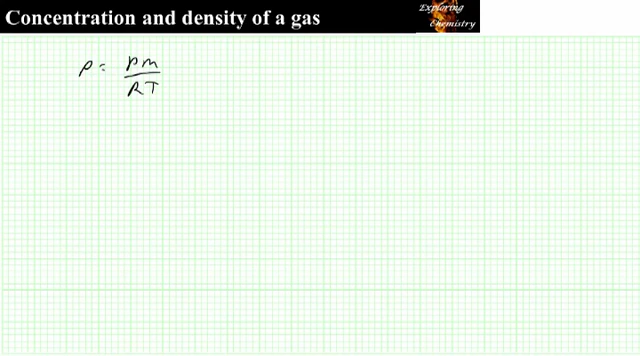 Concentration and density of a gas
Exploring
Chemistry
ρ = pm
RT